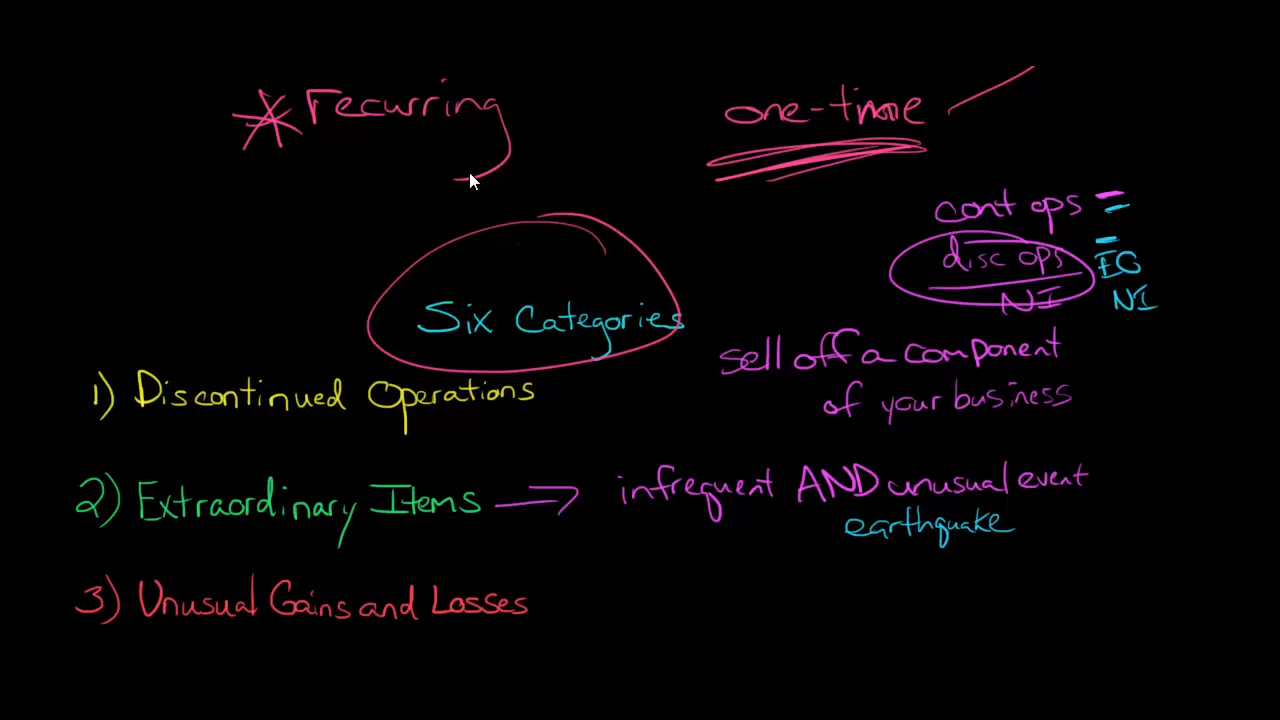 * recurring
one-time
cont ops
disc ops
NI
NI
Six Categories
sell off a component
of your business
1) Discontinued Operations
2) Extraordinary Items → infrequent AND unusual event
earthquake
3) Unusual Gains and Losses